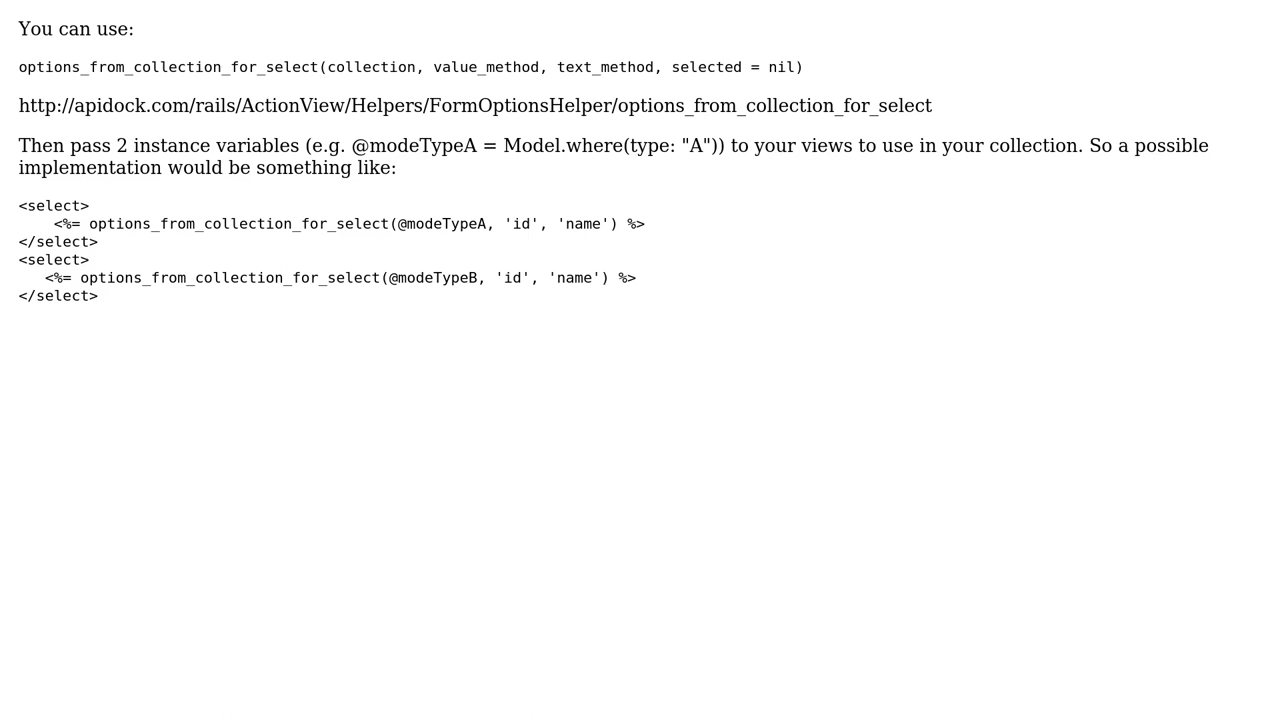 You can use:
options_from_collection_for_select(collection, value_method, text_method, selected = nil)
http://apidock.com/rails/ActionView/Helpers/FormOptionsHelper/options_from_collection_for_select
Then pass 2 instance variables (e.g. @modeTypeA = Model.where(type: "A")) to your views to use in your collection. So a possible
implementation would be something like:
<select>
    <%= options_from_collection_for_select(@modeTypeA, 'id', 'name') %>
</select>
<select>
   <%= options_from_collection_for_select(@modeTypeB, 'id', 'name') %>
</select>